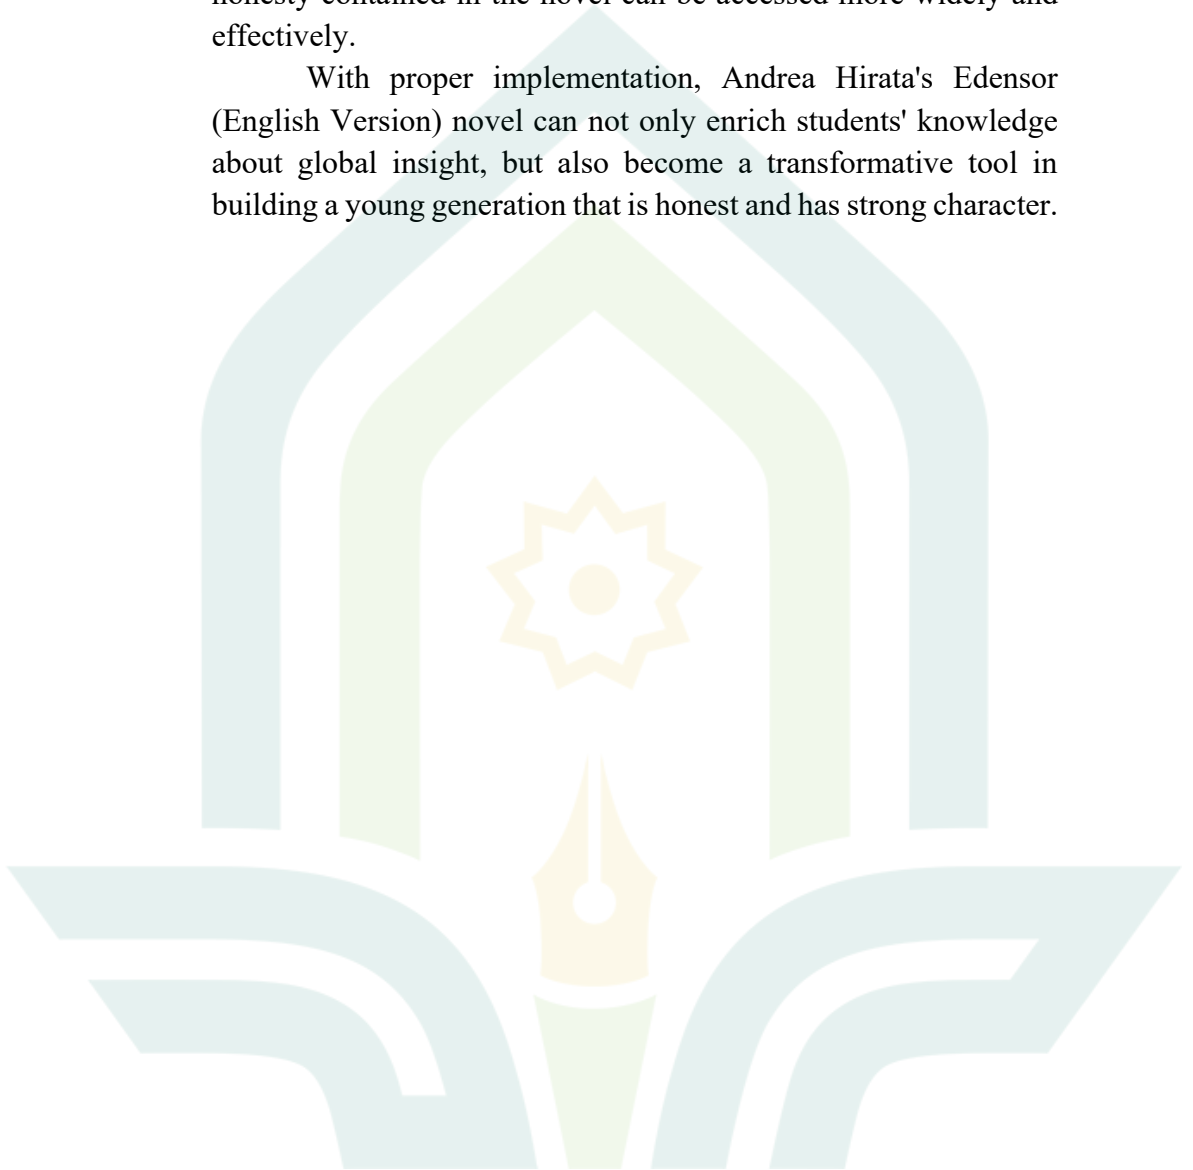 honesty contained in the novel can be accessed more widely and
effectively.
With proper implementation, Andrea Hirata's Edensor
(English Version) novel can not only enrich students' knowledge
about global insight, but also become a transformative tool in
building a young generation that is honest and has strong character.